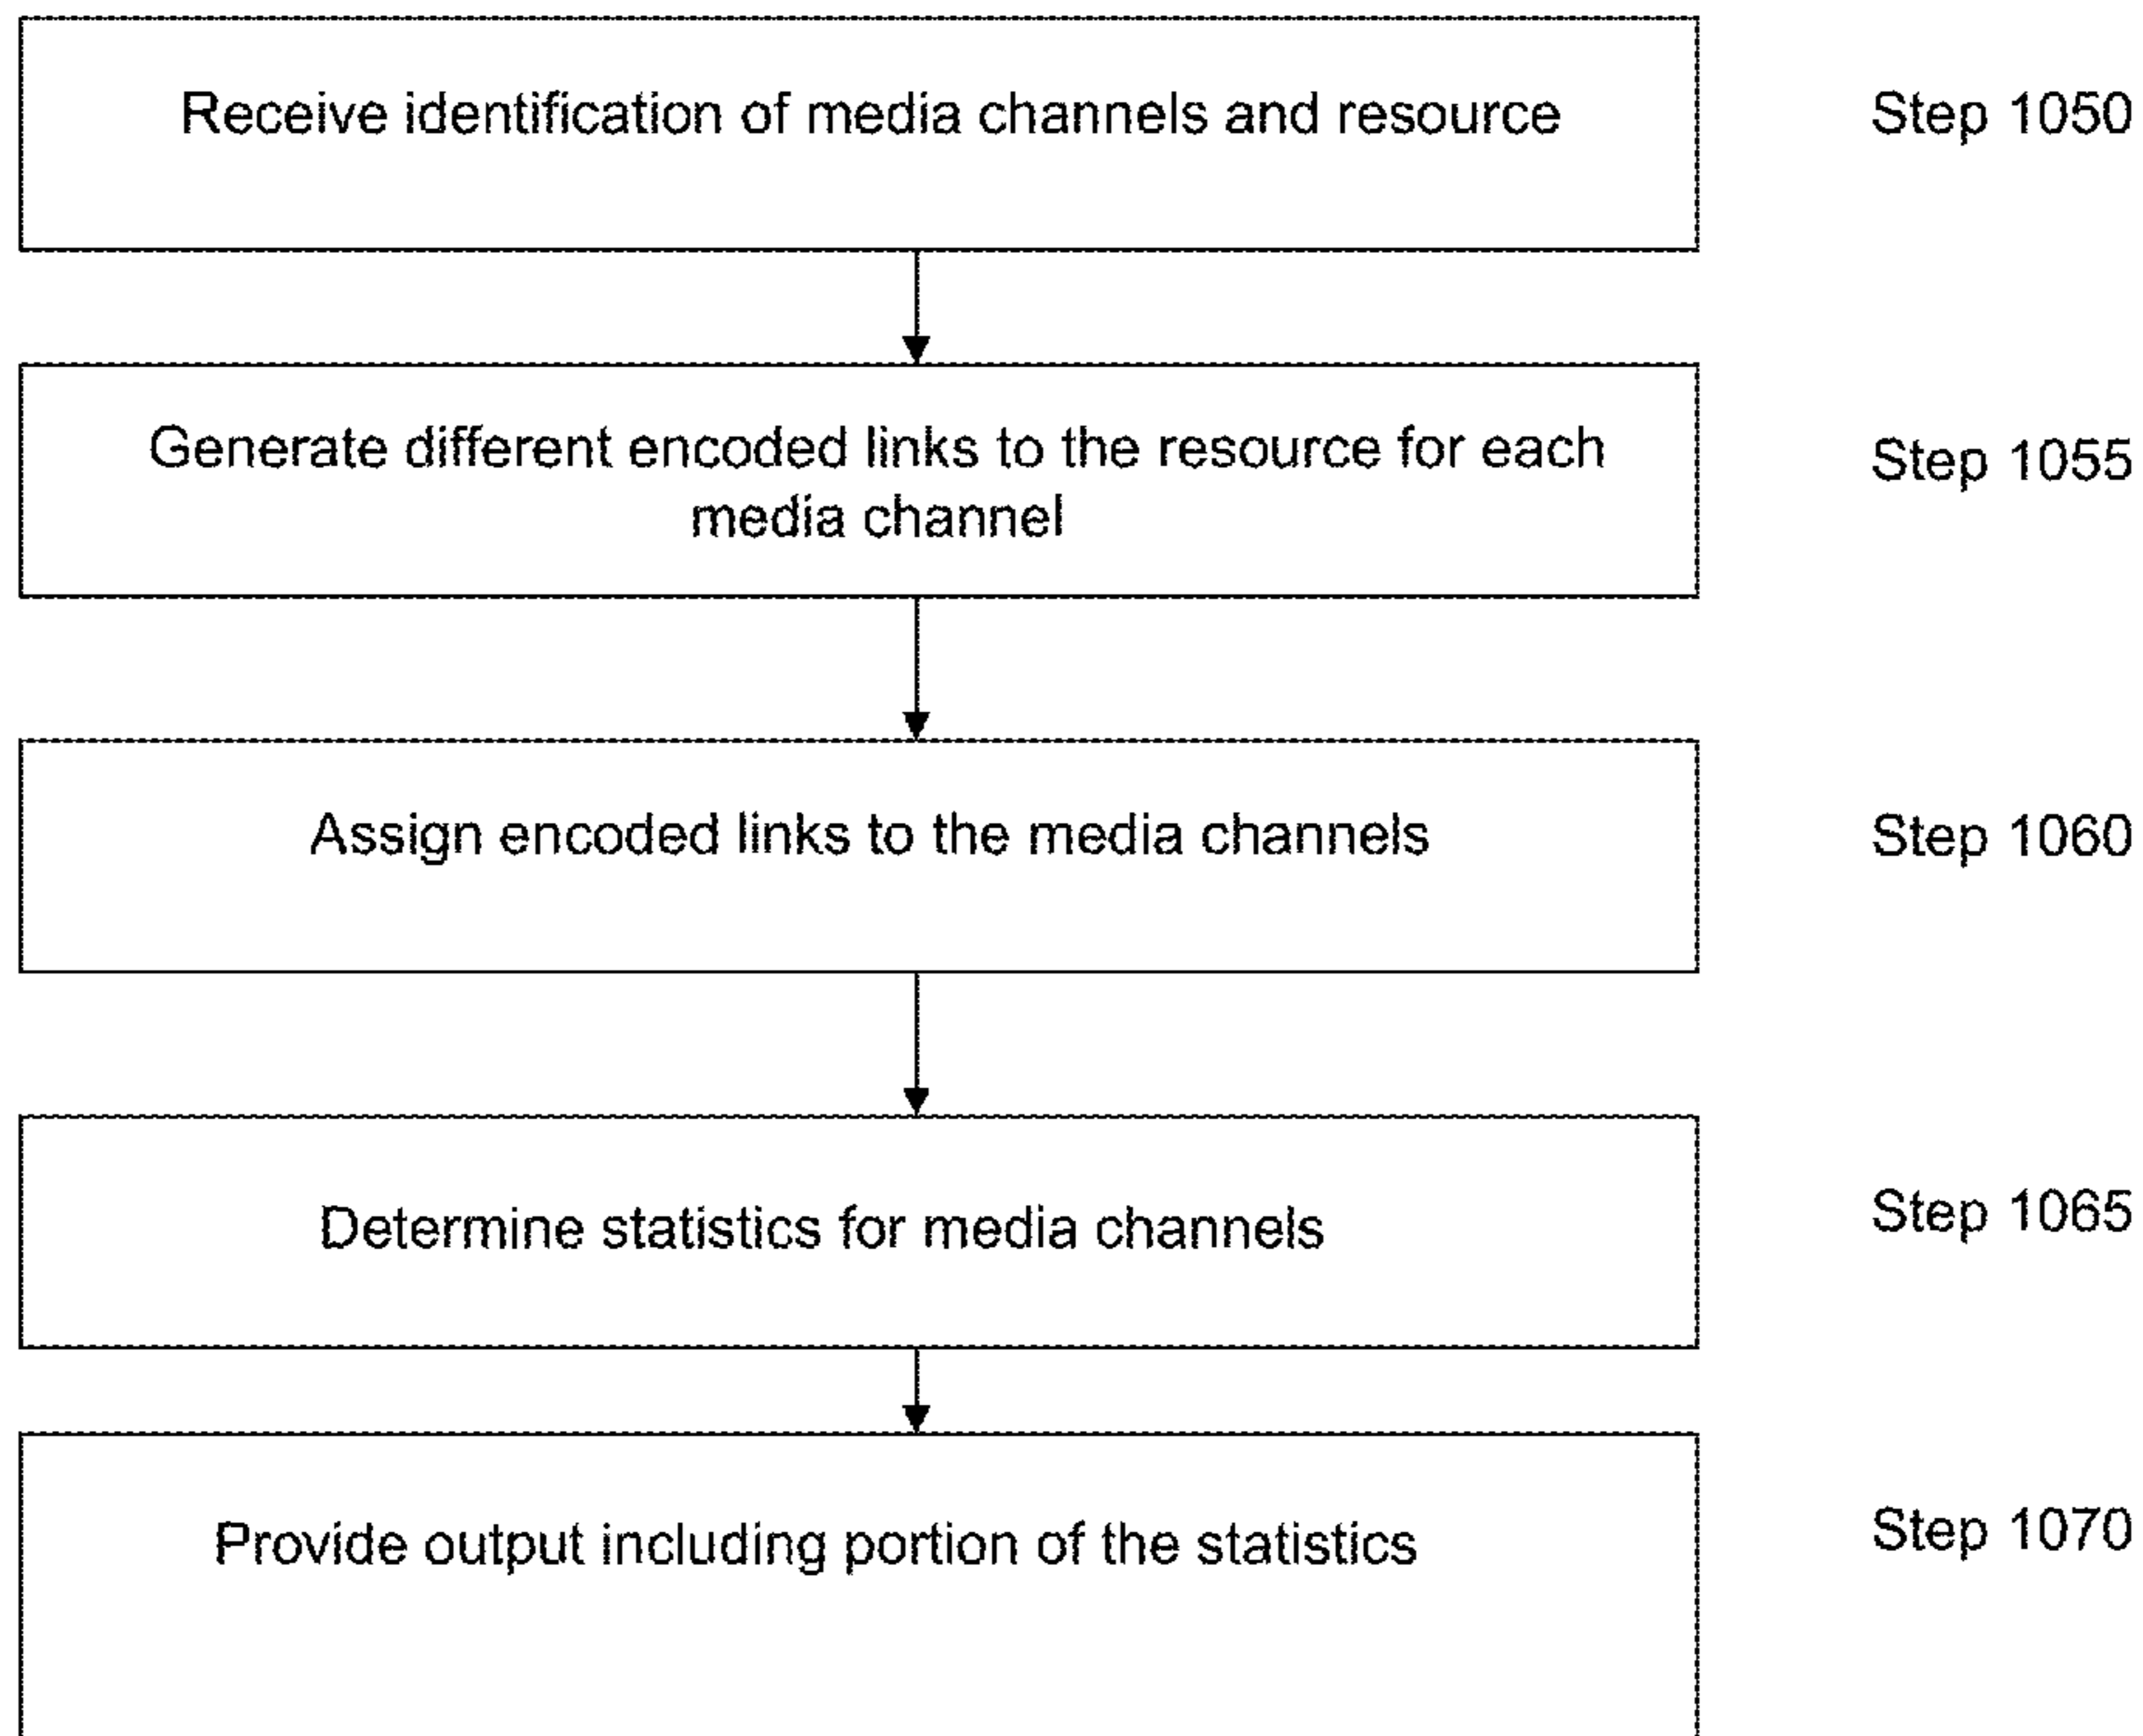 Receive identification of media channels and resource
Step 1050
Generate different encoded links to the resource for each
media channel
Step 1055
Assign encoded links to the media channels
Step 1060
Determine statistics for media channels
Step 1065
Provide output including portion of the statistics
Step 1070